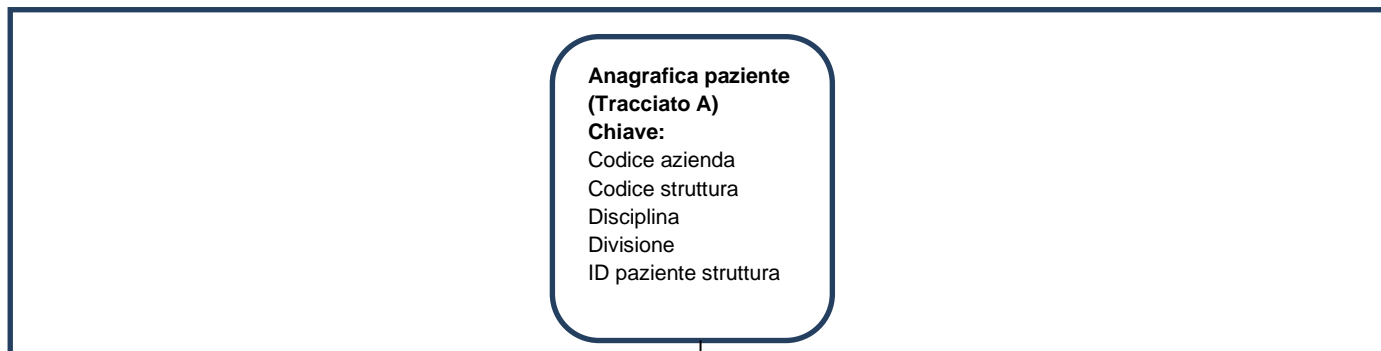 Anagrafica paziente
(Tracciato A)
Chiave:
Codice azienda
Codice struttura
Disciplina
Divisione
ID paziente struttura